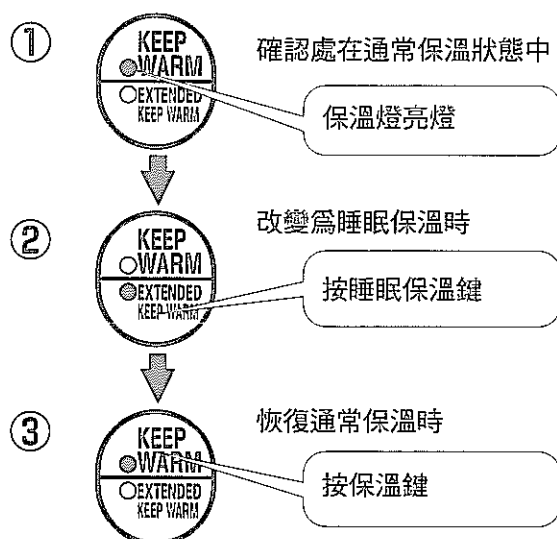 ①
KEEP
WARM
EXTENDED
KEEP WARM
確認處在通常保溫狀態中
保溫燈亮燈
②
KEEP
WARM
EXTENDED
KEEP WARM
改變爲睡眠保溫時
按睡眠保溫鍵
③
KEEP
WARM
EXTENDED
KEEP WARM
恢復通常保溫時
按保溫鍵